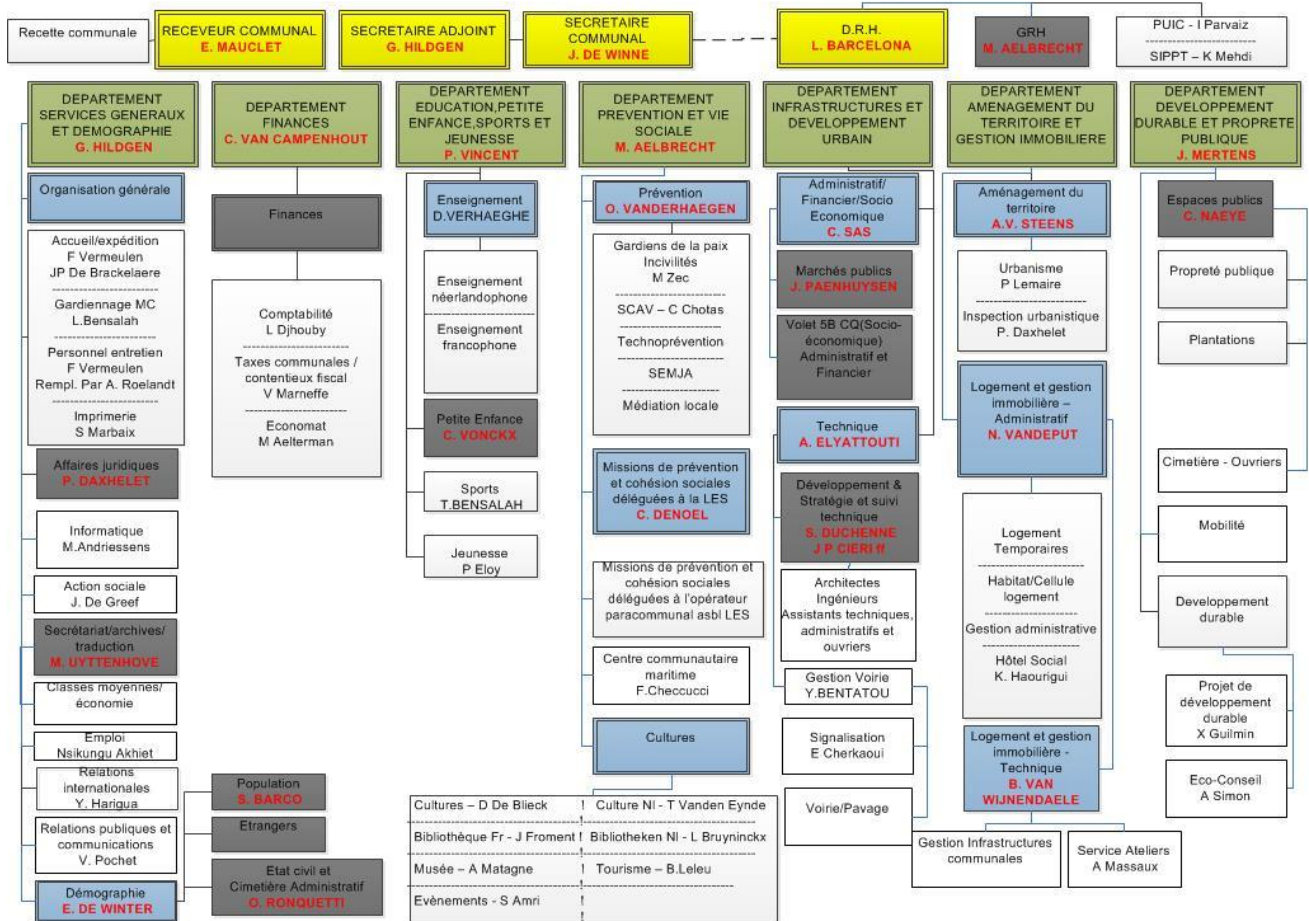 Recette communale
RECEVEUR COMMUNAL
E. MAUCLET
SECRETAIRE ADJOINT
G. HILDGEN
SECRETAIRE
COMMUNAL
J. DE WINNE
D.R.H.
L. BARCELONA
GRH
M. AELBRECHT
PUIC - I Parvaiz
SIPPT – K Mehdi
DEPARTEMENT
SERVICES GENERAUX
ET DEMOGRAPHIE
G. HILDGEN
Organisation générale
Accueil/expédition
F Vermeulen
JP De Brackelaere
Gardiennage MC
L.Bensalah
Personnel entretien
F Vermeulen
Rempl. Par A. Roelandt
Imprimerie
S Marbaix
Affaires juridiques
P. DAXHELET
Informatique
M.Andriessens
Action sociale
J. De Greef
Secrétariat/archives/
traduction
M. UYTTENHOVE
Classes moyennes/
économie
Emploi
Nsikungu Akhiet
Relations
internationales
Y. Harigua
Relations publiques et
communications
V. Pochet
Démographie
E. DE WINTER
Population
S. BARCO
Etrangers
Etat civil et
Cimetière Administratif
O. RONQUETTI
DEPARTEMENT
FINANCES
C. VAN CAMPENHOUT
Finances
Comptabilité
L Djhouby
Taxes communales /
contentieux fiscal
V Marneffe
Economat
M Aelterman
DEPARTEMENT
EDUCATION,PETITE
ENFANCE,SPORTS ET
JEUNESSE
P. VINCENT
Enseignement
D.VERHAEGHE
Enseignement
néerlandophone
Enseignement
francophone
Petite Enfance
C. VONCKX
Sports
T.BENSALAH
Jeunesse
P Eloy
DEPARTEMENT
PREVENTION ET VIE
SOCIALE
M. AELBRECHT
Prévention
O. VANDERHAEGEN
Gardiens de la paix
Incivilités
M Zec
SCAV – C Chotas
Technoprévention
SEMJA
Médiation locale
Missions de prévention
et cohésion sociales
déléguées à la LES
C. DENOEL
Missions de prévention et
cohésion sociales
déléguées à l'opérateur
paracommunal asbl LES
Centre communautaire
maritime
F.Checcucci
Cultures
Cultures – D De Blieck ! Culture Nl - T Vanden Eynde
Bibliothèque Fr - J Froment ! Bibliotheken Nl - L Bruyninckx
Musée – A Matagne ! Tourisme – B.Leleu
Evènements - S Amri !
DEPARTEMENT
INFRASTRUCTURES ET
DEVELOPPEMENT
URBAIN
Administratif/
Financier/Socio
Economique
C. SAS
Marchés publics
J. PAENHUYSEN
Volet 5B CQ(Socio-
économique)
Administratif et
Financier
Technique
A. ELYATTOUTI
Développement &
Stratégie et suivi
technique
S. DUCHENNE
J P CIERI ff
Architectes
Ingénieurs
Assistants techniques,
administratifs et
ouvriers
Gestion Voirie
Y.BENTATOU
Signalisation
E Cherkaoui
Voirie/Pavage
DEPARTEMENT
AMENAGEMENT DU
TERRITOIRE ET
GESTION IMMOBILIERE
Aménagement du
territoire
A.V. STEENS
Urbanisme
P Lemaire
Inspection urbanistique
P. Daxhelet
Logement et gestion
immobilière –
Administratif
N. VANDEPUT
Logement
Temporaires
Habitat/Cellule
logement
Gestion administrative
Hôtel Social
K. Haourigui
Logement et gestion
immobilière -
Technique
B. VAN
WIJNENDAELE
Gestion Infrastructures
communales
Service Ateliers
A Massaux
DEPARTEMENT
DEVELOPPEMENT
DURABLE ET PROPRETE
PUBLIQUE
J. MERTENS
Espaces publics
C. NAEYE
Propreté publique
Plantations
Cimetière - Ouvriers
Mobilité
Developpement
durable
Projet de
développement
durable
X Guilmin
Eco-Conseil
A Simon